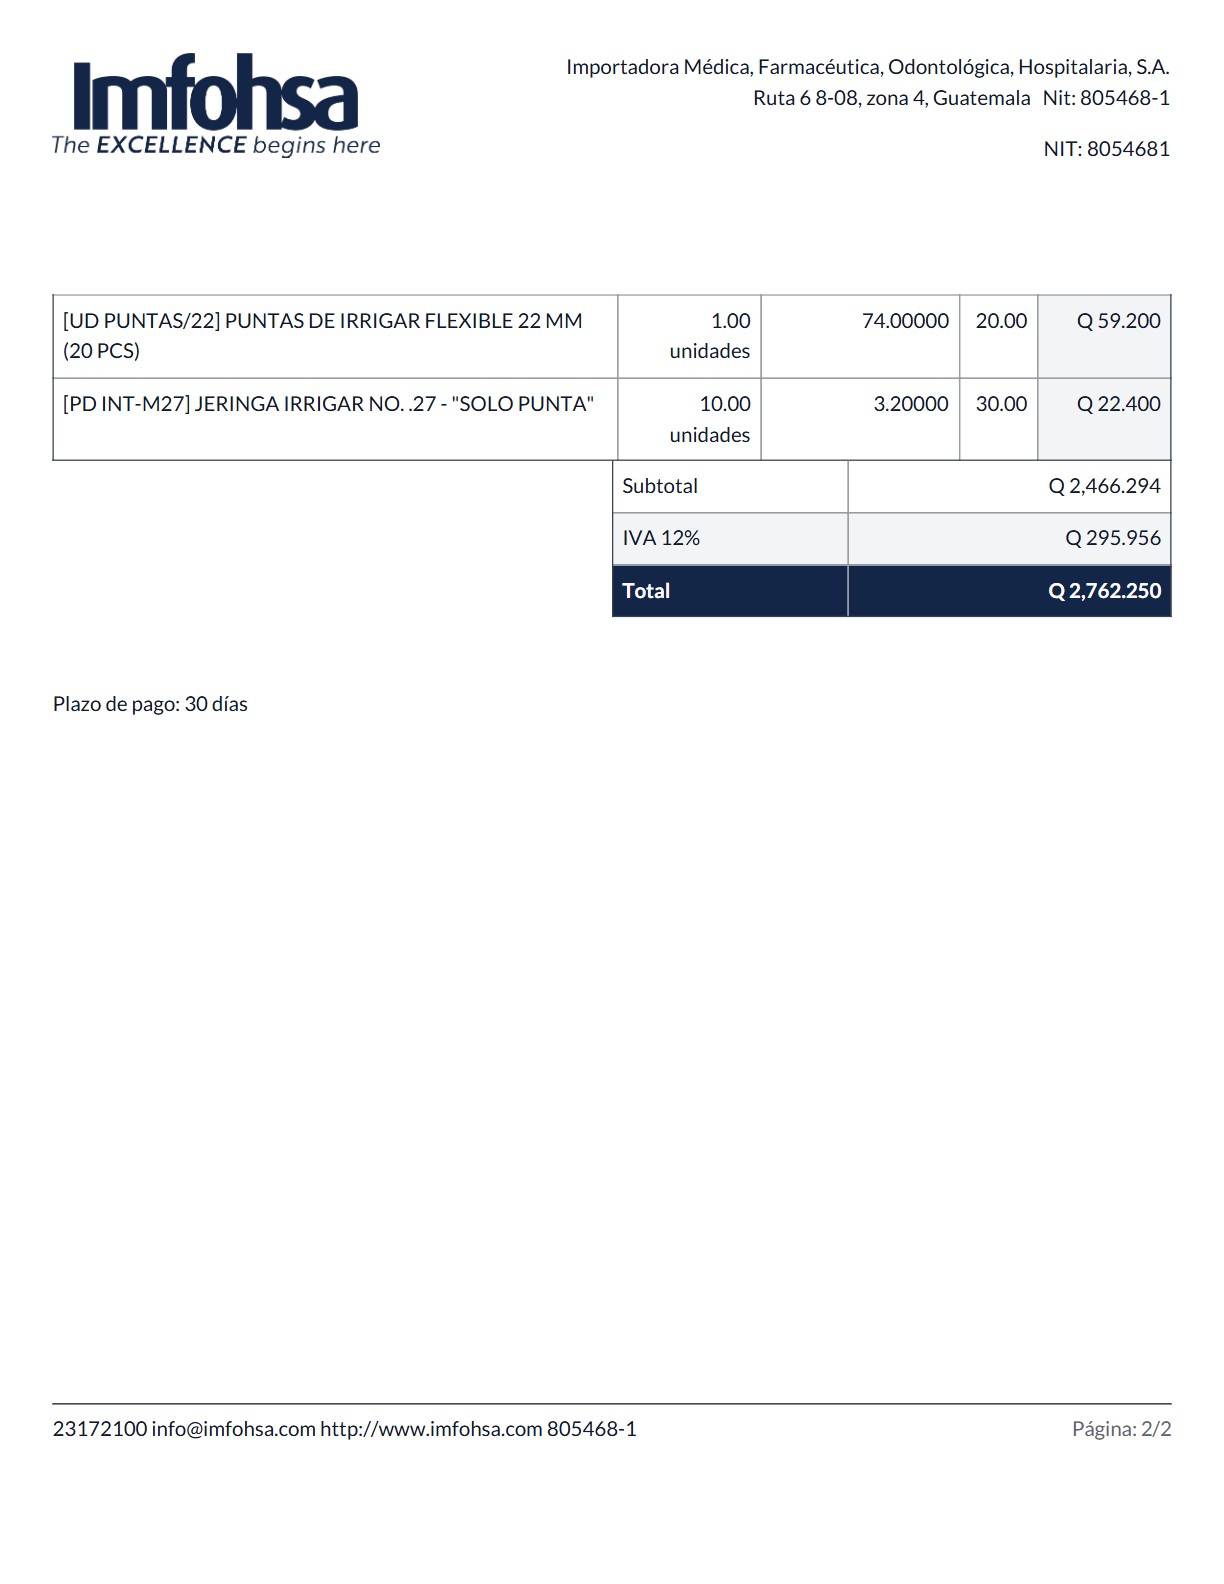 Imfohsa
The EXCELLENCE begins here
Importadora Médica, Farmacéutica, Odontológica, Hospitalaria, S.A.
Ruta 6 8-08, zona 4, Guatemala Nit: 805468-1
NIT: 8054681
[UD PUNTAS/22] PUNTAS DE IRRIGAR FLEXIBLE 22 MM 1.00 74.00000 20.00 Q 59.200
(20 PCS) unidades
[PD INT-M27] JERINGA IRRIGAR NO. .27 - "SOLO PUNTA" 10.00 3.20000 30.00 Q 22.400
unidades
Subtotal Q 2,466.294
IVA 12% Q 295.956
Total Q 2,762.250
Plazo de pago: 30 días
23172100 info@imfohsa.com http://www.imfohsa.com 805468-1 Página: 2/2